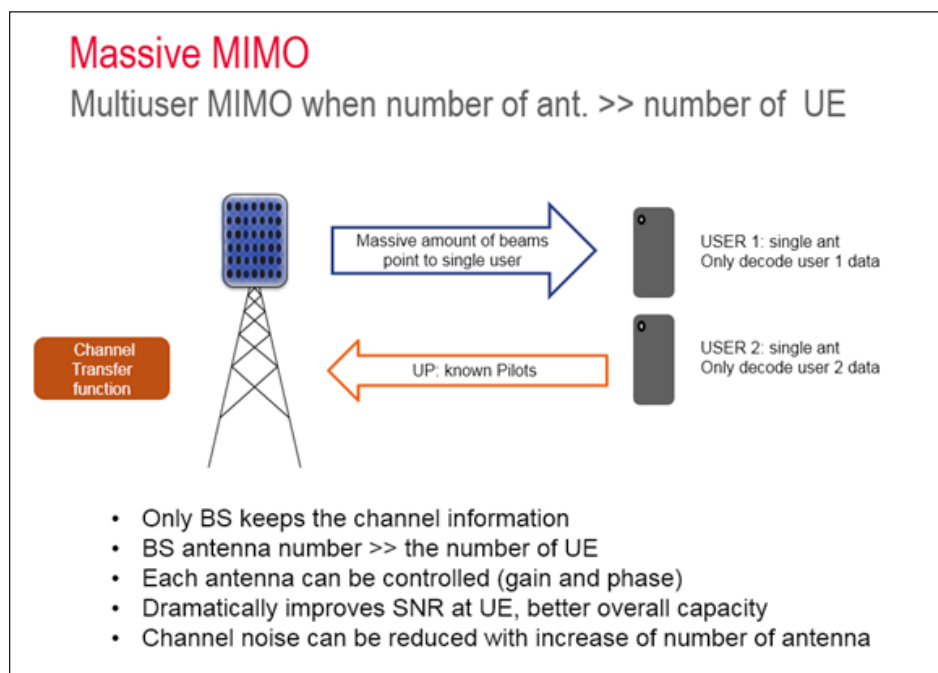 Massive MIMO
Multiuser MIMO when number of ant. >> number of UE
Massive amount of beams
point to single user
USER 1: single ant
Only decode user 1 data
Channel
Transfer
function
UP: known Pilots
USER 2: single ant
Only decode user 2 data
• Only BS keeps the channel information
• BS antenna number >> the number of UE
• Each antenna can be controlled (gain and phase)
• Dramatically improves SNR at UE, better overall capacity
• Channel noise can be reduced with increase of number of antenna